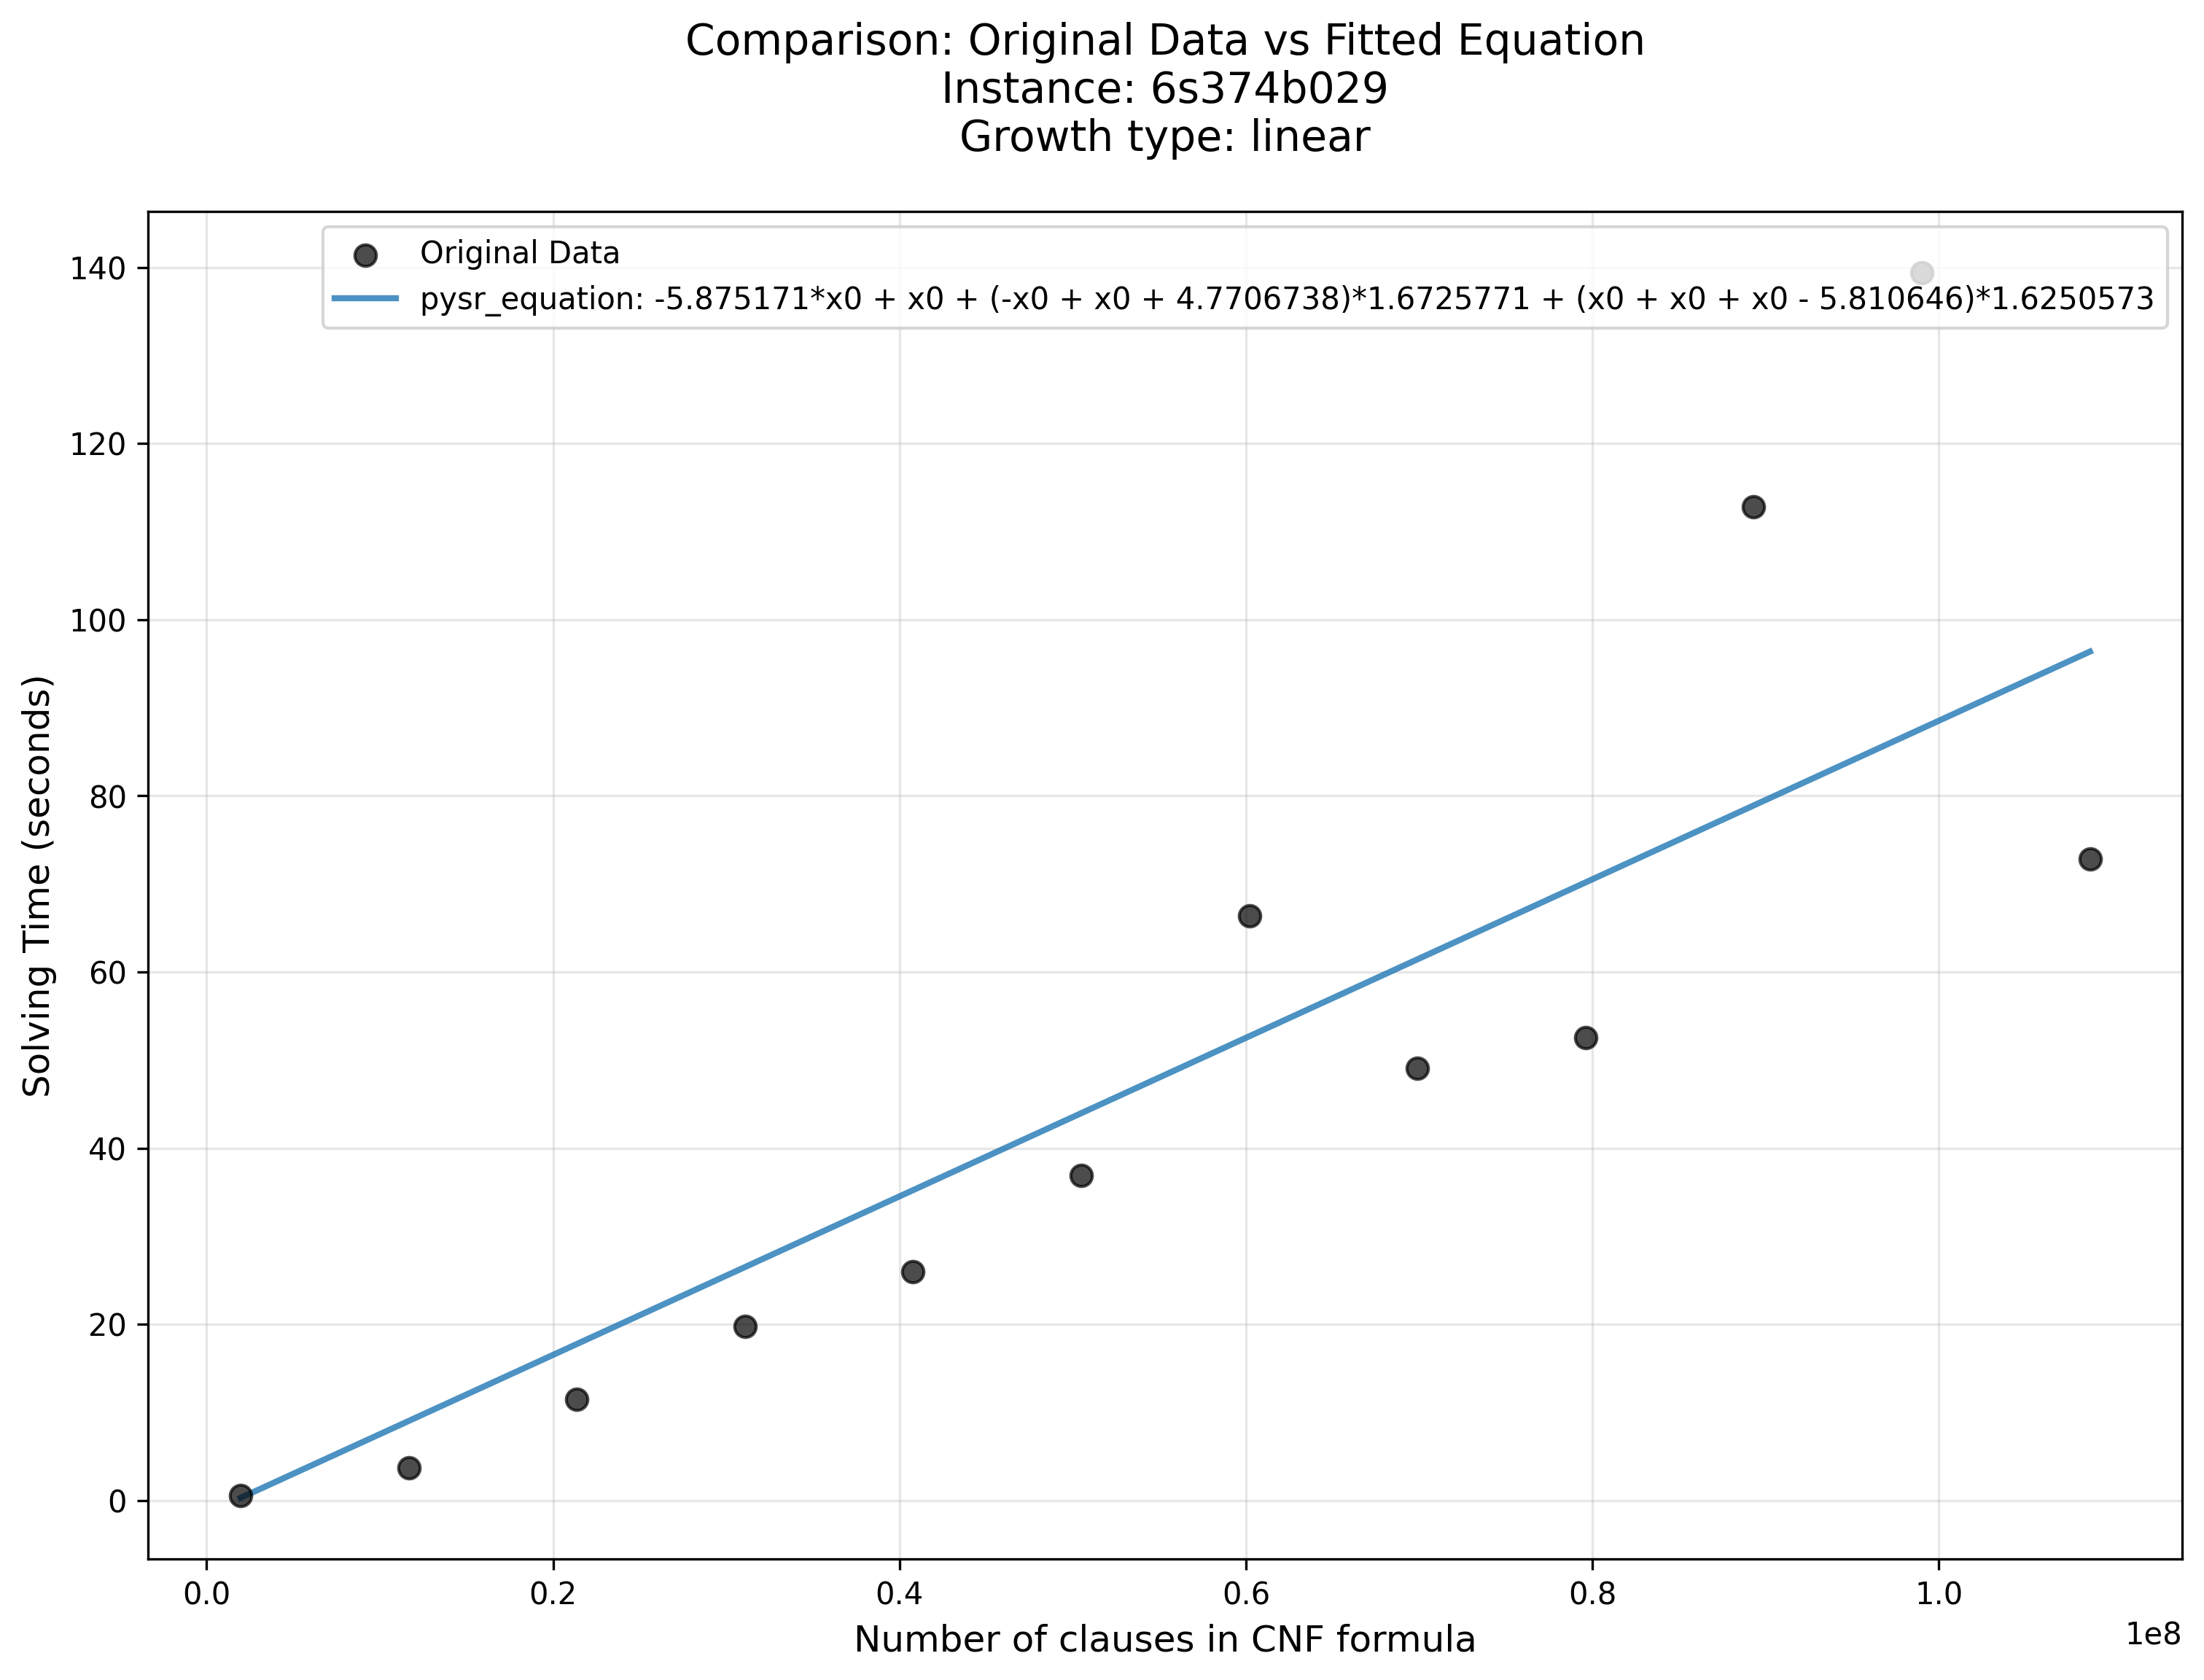 Comparison: Original Data vs Fitted Equation
Instance: 6s374b029
Growth type: linear
Original Data
pysr_equation: -5.875171*x0 + x0 + (-x0 + x0 + 4.7706738)*1.6725771 + (x0 + x0 + x0 - 5.810646)*1.6250573
140
120
100
80
60
40
20
0
Solving Time (seconds)
0.0 0.2 0.4 0.6 0.8 1.0
1e8
Number of clauses in CNF formula